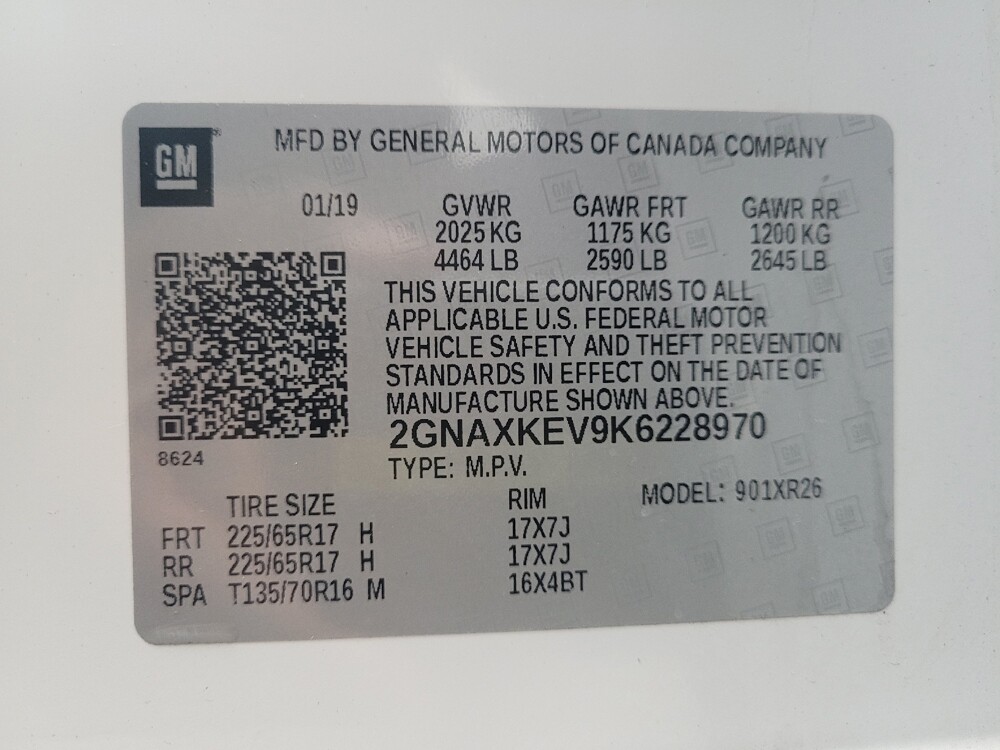 GM
MFD BY GENERAL MOTORS OF CANADA COMPANY
01/19 GVWR GAWR FRT GAWR RR
2025 KG 1175 KG 1200 KG
4464 LB 2590 LB 2645 LB
THIS VEHICLE CONFORMS TO ALL
APPLICABLE U.S. FEDERAL MOTOR
VEHICLE SAFETY AND THEFT PREVENTION
STANDARDS IN EFFECT ON THE DATE OF
MANUFACTURE SHOWN ABOVE.
2GNAXKEV9K6228970
8624
TYPE: M.P.V.
TIRE SIZE RIM MODEL: 901XR26
FRT 225/65R17 H 17X7J
RR 225/65R17 H 17X7J
SPA T135/70R16 M 16X4BT